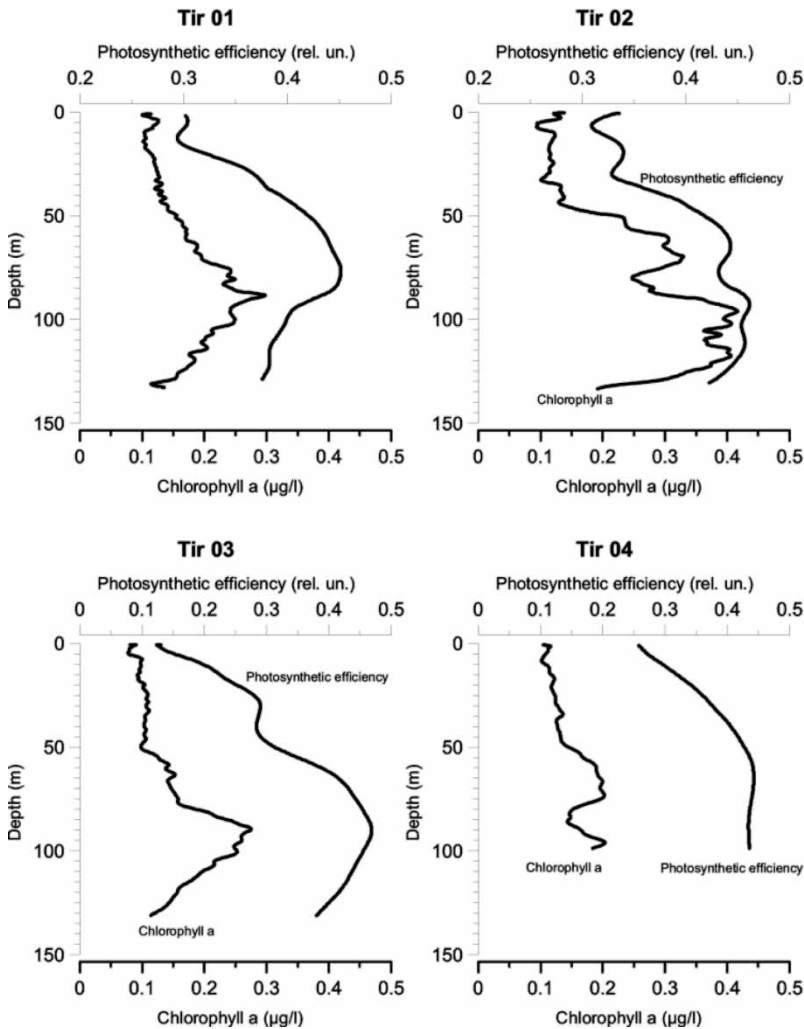 Tir 01
Photosynthetic efficiency (rel. un.)
0.2 0.3 0.4 0.5
0
50
100
150
Depth (m)
0 0.1 0.2 0.3 0.4 0.5
Chlorophyll a (µg/l)
Tir 02
Photosynthetic efficiency (rel. un.)
0.2 0.3 0.4 0.5
0
Photosynthetic efficiency
50
100
Chlorophyll a
150
Depth (m)
0 0.1 0.2 0.3 0.4 0.5
Chlorophyll a (µg/l)
Tir 03
Photosynthetic efficiency (rel. un.)
0 0.1 0.2 0.3 0.4 0.5
0
Photosynthetic efficiency
50
100
Chlorophyll a
150
Depth (m)
0 0.1 0.2 0.3 0.4 0.5
Chlorophyll a (µg/l)
Tir 04
Photosynthetic efficiency (rel. un.)
0 0.1 0.2 0.3 0.4 0.5
0
50
100
Chlorophyll a Photosynthetic efficiency
150
Depth (m)
0 0.1 0.2 0.3 0.4 0.5
Chlorophyll a (µg/l)